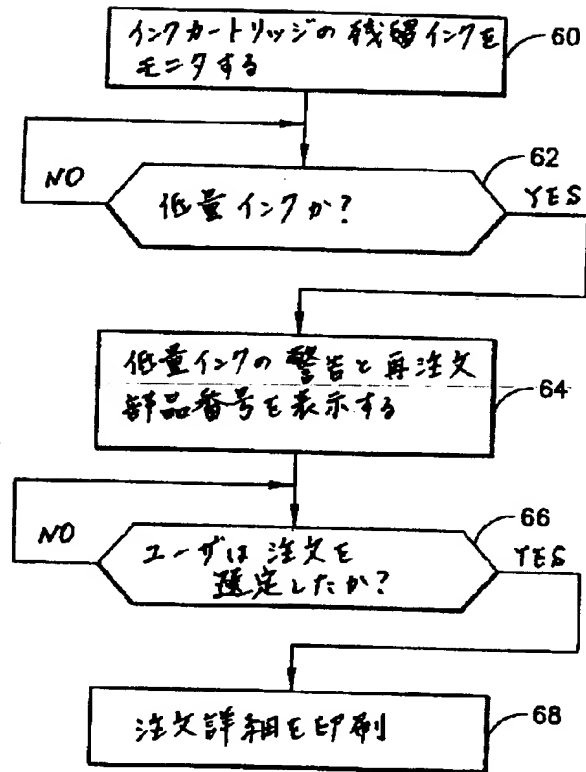 インクカートリッジの残留インクを
モニタする
60
62
NO
低量インクか?
YES
低量インクの警告と再注文
部品番号を表示する
64
66
NO
ユーザは注文を
選定したか?
YES
注文詳細を印刷
68